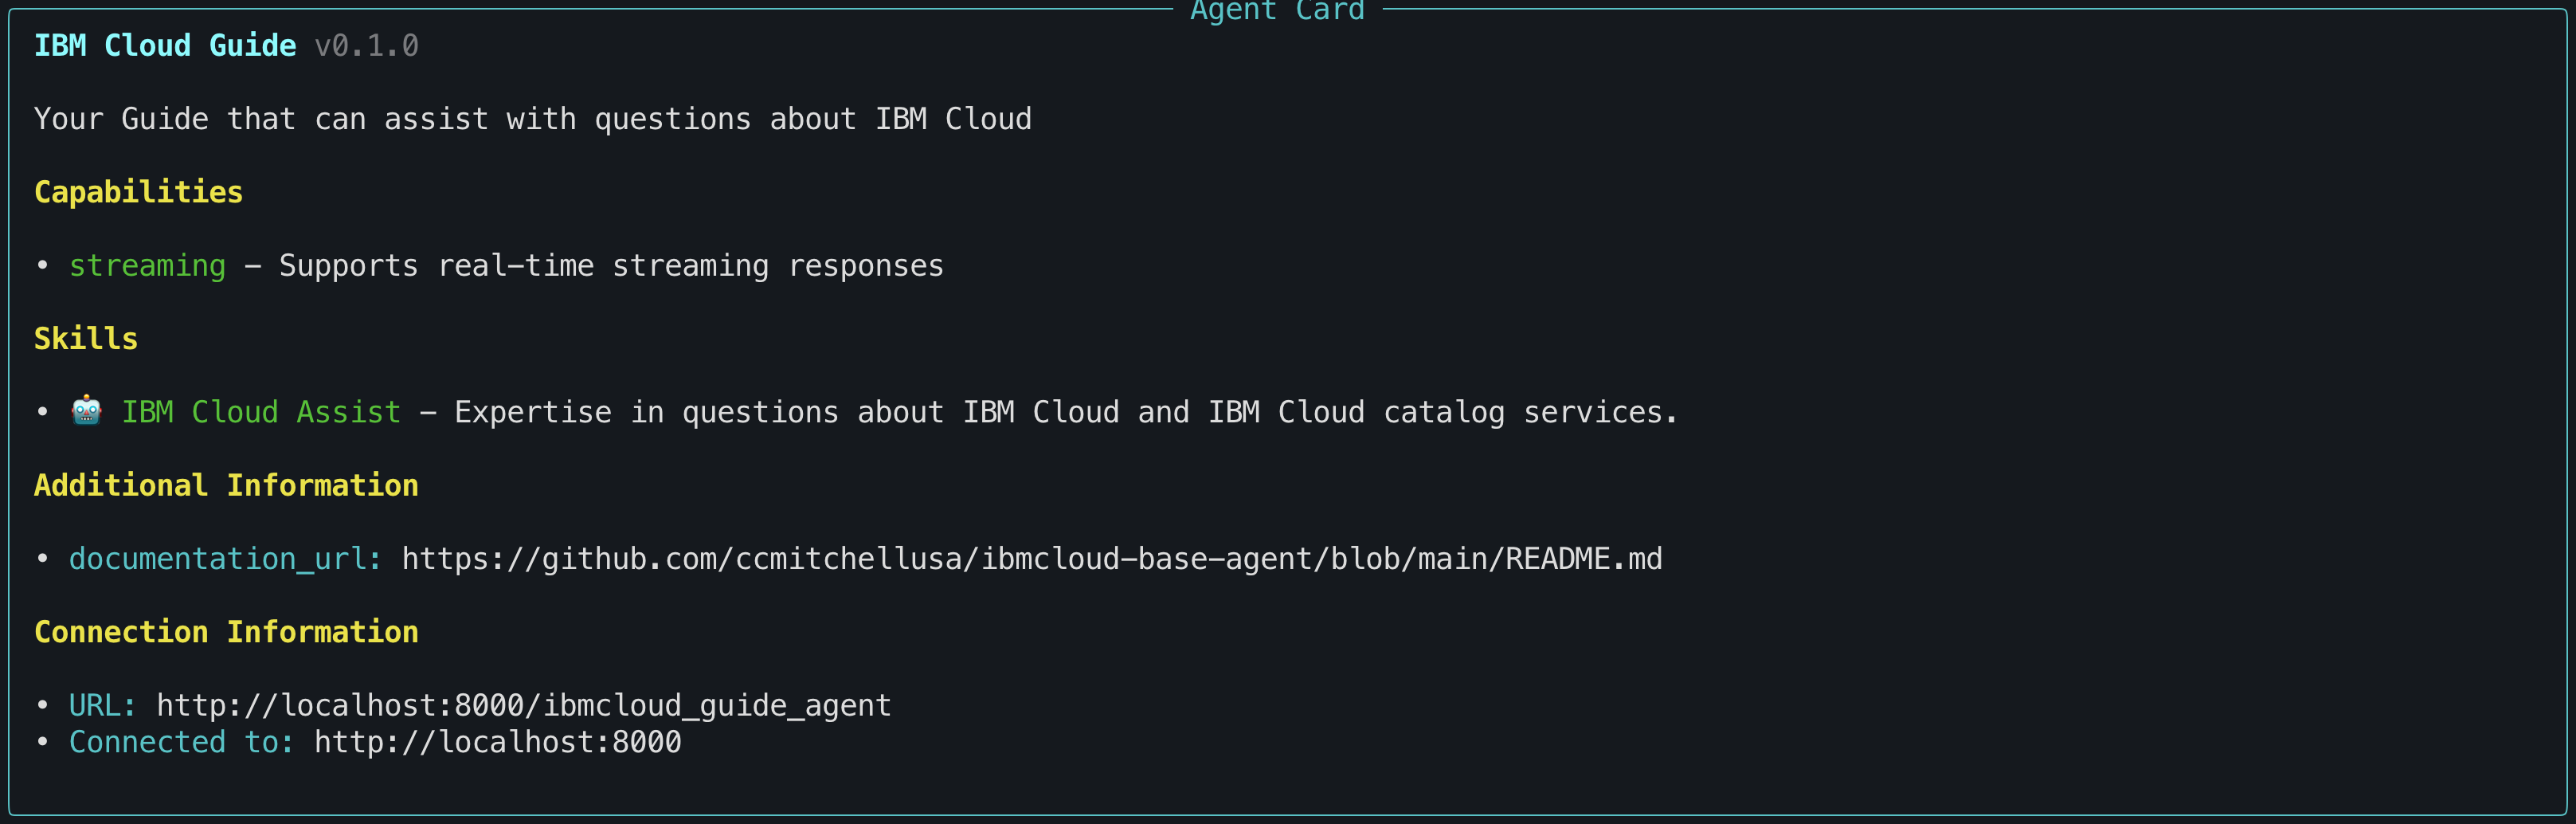 Agent Card
IBM Cloud Guide v0.1.0
Your Guide that can assist with questions about IBM Cloud
Capabilities
• streaming - Supports real-time streaming responses
Skills
• 🤖 IBM Cloud Assist - Expertise in questions about IBM Cloud and IBM Cloud catalog services.
Additional Information
• documentation_url: https://github.com/ccmitchellusa/ibmcloud-base-agent/blob/main/README.md
Connection Information
• URL: http://localhost:8000/ibmcloud_guide_agent
• Connected to: http://localhost:8000